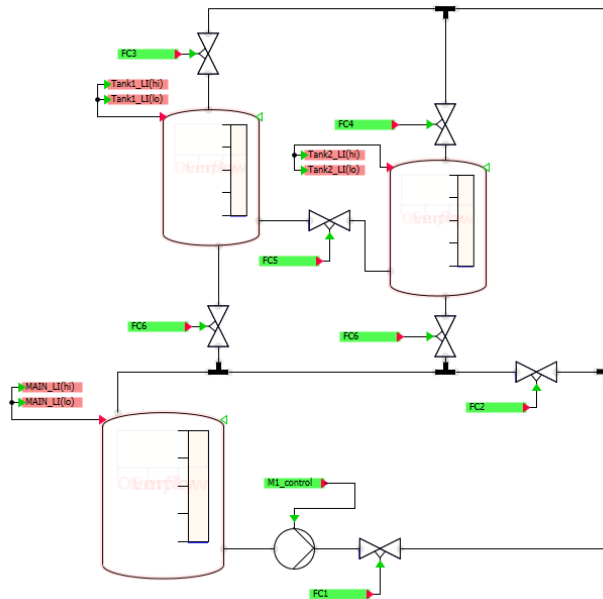 FC3
Tank1_LI(hi)
Tank1_LI(lo)
FC4
Tank2_LI(hi)
Tank2_LI(lo)
FC5
FC6
FC6
MAIN_LI(hi)
MAIN_LI(lo)
FC2
M1_control
FC1